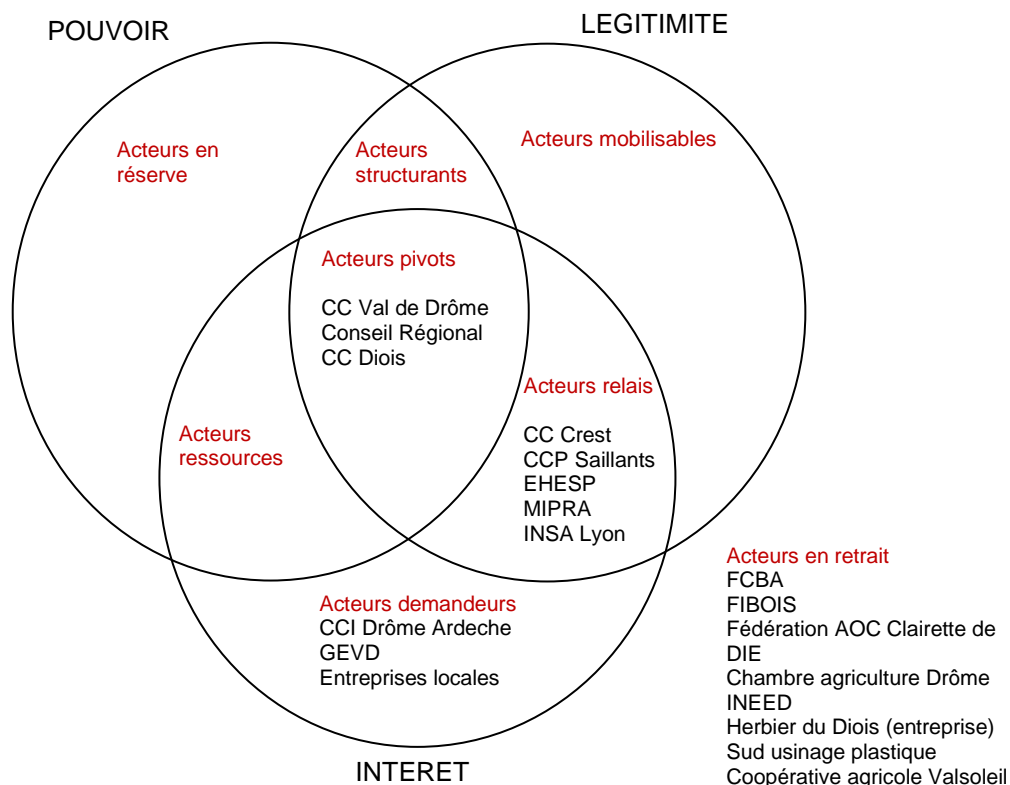 POUVOIR
LEGITIMITE
Acteurs en
réserve
Acteurs
structurants
Acteurs mobilisables
Acteurs pivots
CC Val de Drôme
Conseil Régional
CC Diois
Acteurs relais
CC Crest
CCP Saillants
EHESP
MIPRA
INSA Lyon
Acteurs
ressources
Acteurs demandeurs
CCI Drôme Ardeche
GEVD
Entreprises locales
Acteurs en retrait
FCBA
FIBOIS
Fédération AOC Clairette de
DIE
Chambre agriculture Drôme
INEED
Herbier du Diois (entreprise)
Sud usinage plastique
Coopérative agricole Valsoleil
INTERET